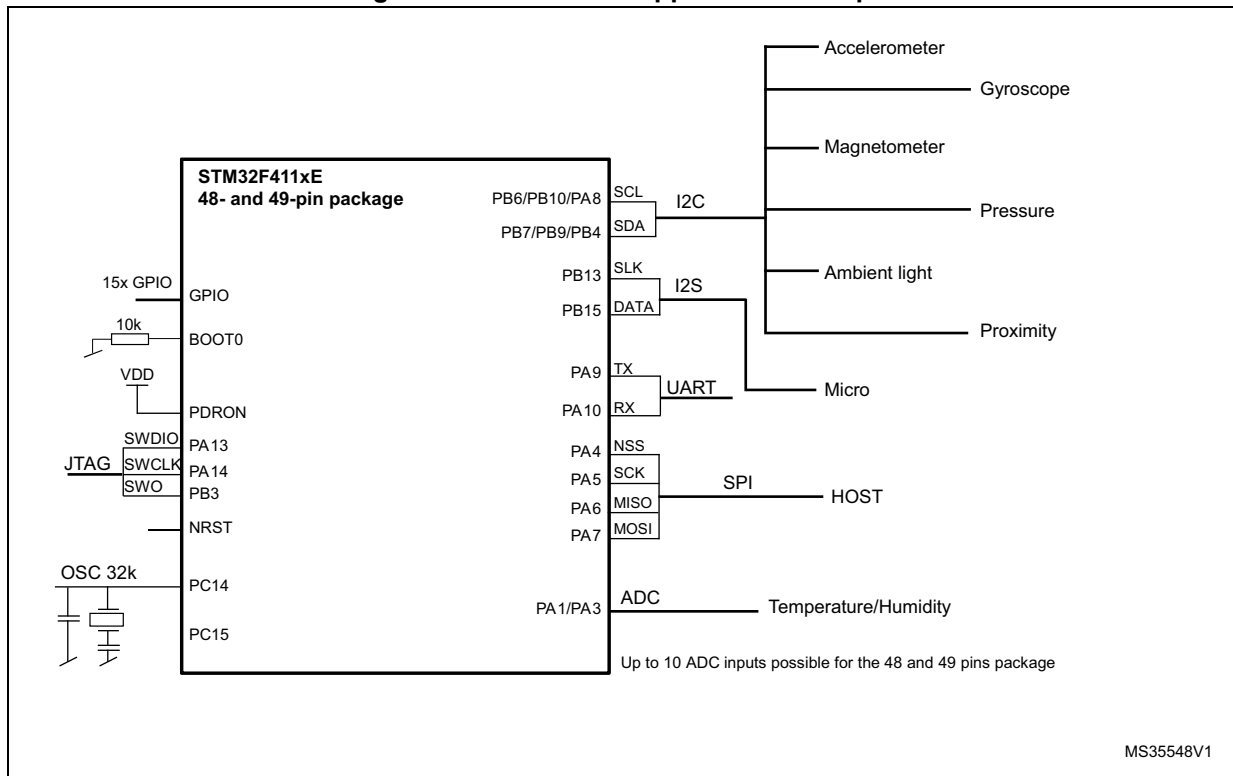 STM32F411xE
48- and 49-pin package
15x GPIO
GPIO
10k
BOOT0
VDD
PDRON
SWDIO
PA13
JTAG
SWCLK
PA14
SWO
PB3
NRST
OSC 32k
PC14
PC15
PB6/PB10/PA8
SCL
I2C
PB7/PB9/PB4
SDA
PB13
SLK
I2S
PB15
DATA
PA9
TX
UART
PA10
RX
PA4
NSS
PA5
SCK
SPI
HOST
PA6
MISO
PA7
MOSI
PA1/PA3
ADC
Temperature/Humidity
Up to 10 ADC inputs possible for the 48 and 49 pins package
Accelerometer
Gyroscope
Magnetometer
Pressure
Ambient light
Proximity
Micro
MS35548V1